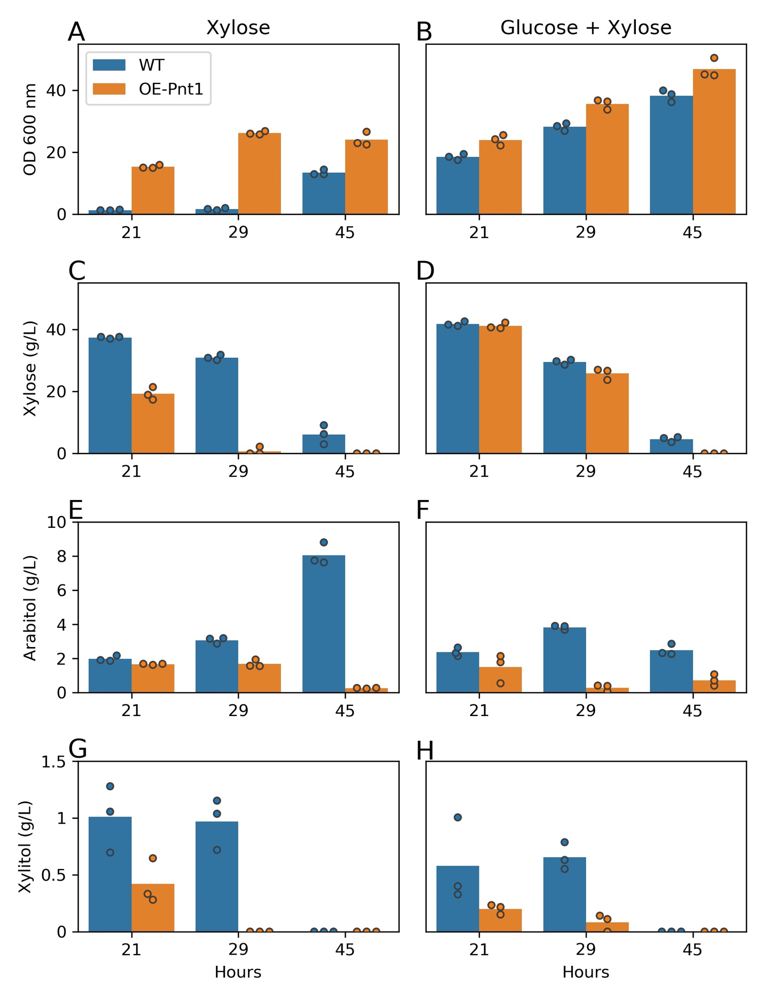 A Xylose
B Glucose + Xylose
WT
OE-Pnt1
OD 600 nm
40
20
0
21 29 45
21 29 45
C
D
Xylose (g/L)
40
20
0
21 29 45
21 29 45
E
F
Arabitol (g/L)
10
8
6
4
2
0
21 29 45
21 29 45
G
H
Xylitol (g/L)
1.5
1
0.5
0
21 29 45
21 29 45
Hours
Hours